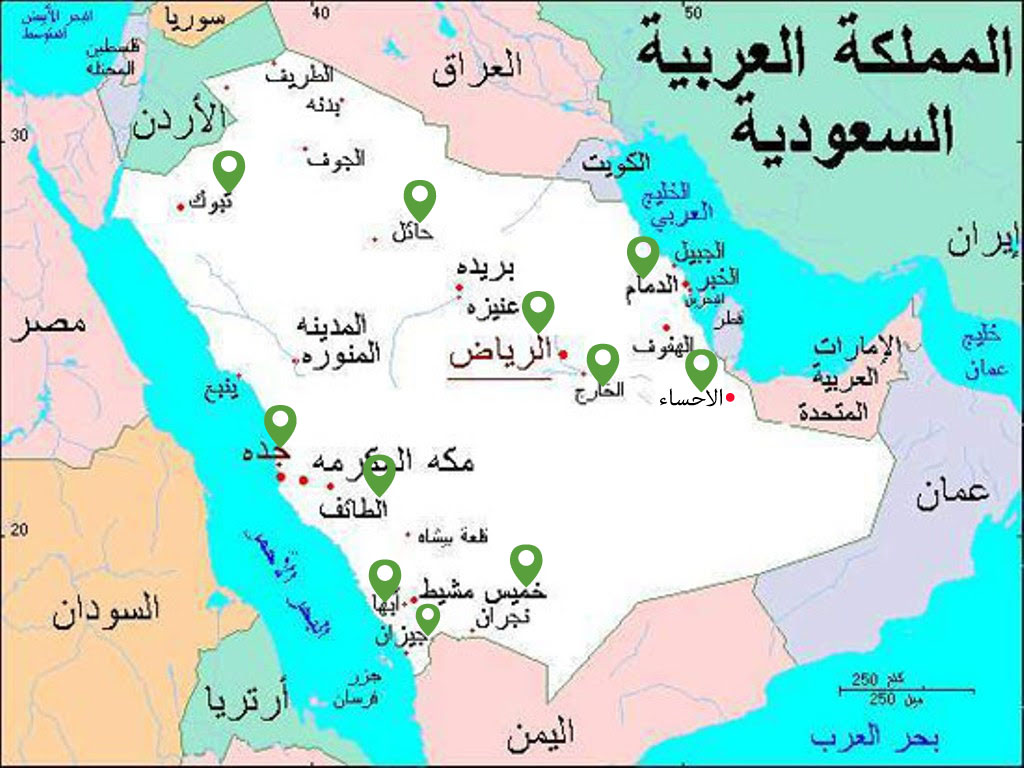 المملكة العربية
السعودية
40
50
30
20
البحر الأبيض
المتوسط
سوريا
فلسطين
المحتله
الأردن
العراق
الكويت
إيران
الخليج
العربي
الطريف
بدنه
الجوف
تبوك
حائل
الجبيل
الخبر
الدمام
البحرين
قطر
بريده
عنيزه
المدينه
المنوره
الرياض
الهفوف
الخارج
الاحساء
الإمارات
العربية
المتحدة
خليج
عمان
مصر
ينبع
جده
مكه المكرمه
الطائف
قلعة بيشاه
خميس مشيط
أبها
نجران
جيزان
عمان
البحر الأحمر
السودان
أرتريا
جزر
فرسان
اليمن
250 كلم
250 ميل
بحر العرب